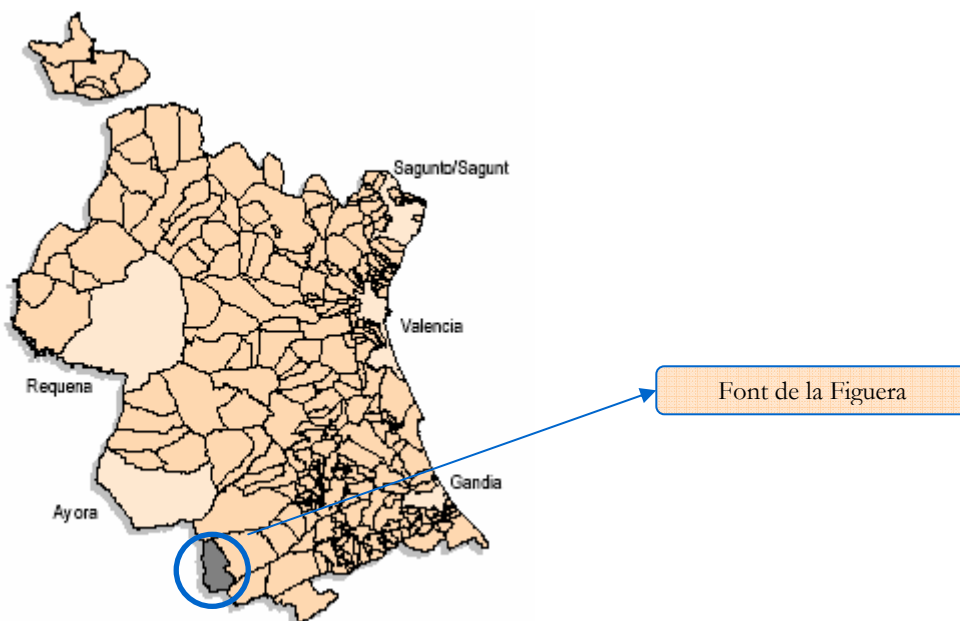 Sagunto/Sagunt
Valencia
Requena
Font de la Figuera
Gandia
Ayora